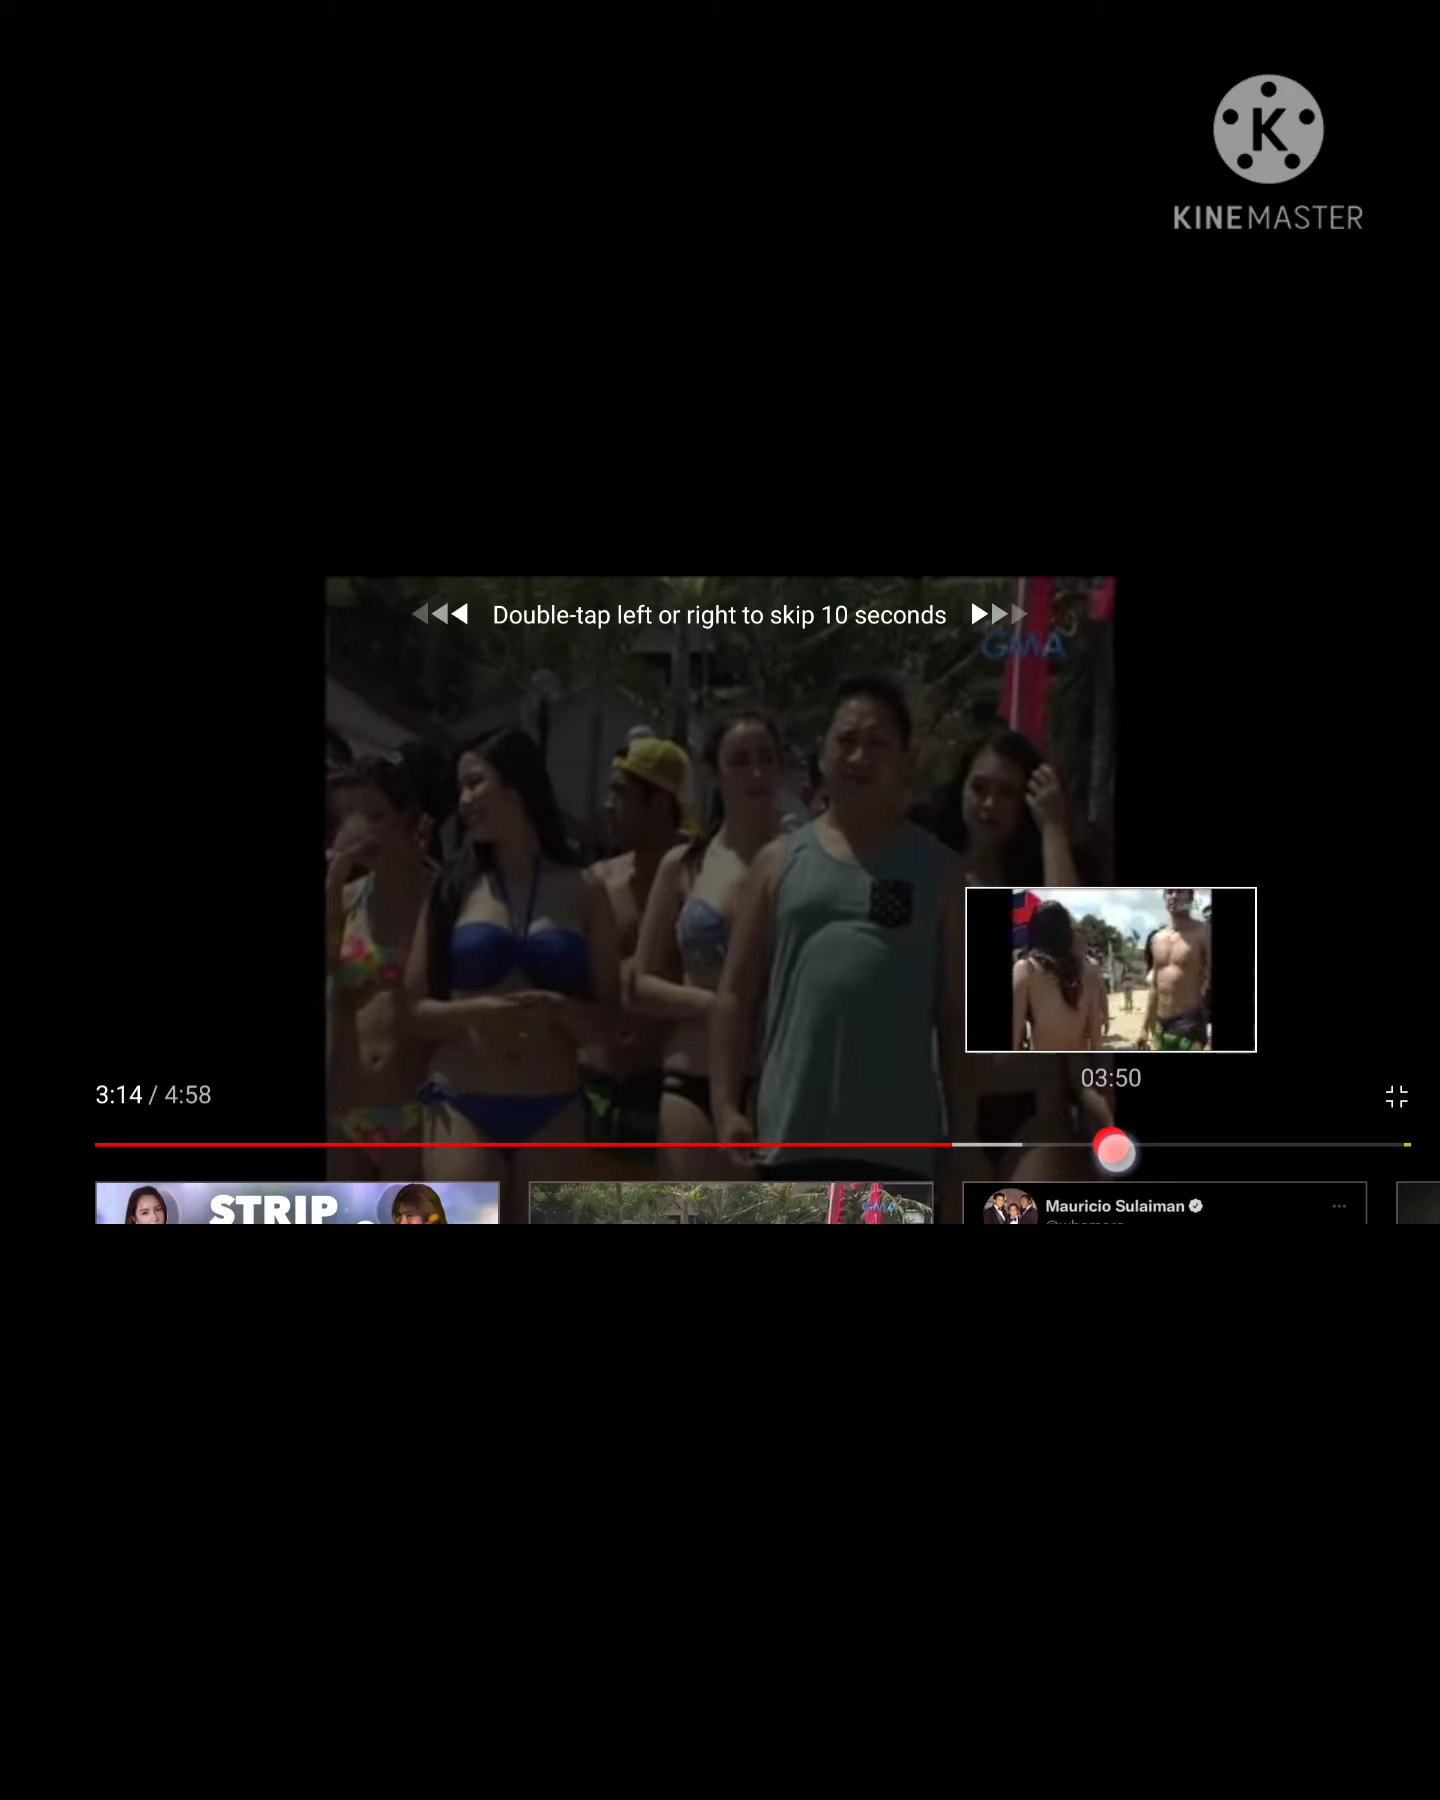 K
KINEMASTER
Double-tap left or right to skip 10 seconds
GMA
03:50
3:14 / 4:58
STRIP
GMA
Mauricio Sulaiman